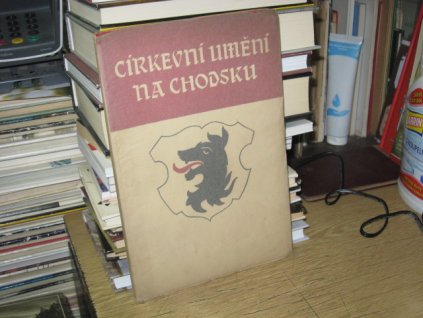 CÍRKEVNÍ UMĚNÍ
NA CHODSKU